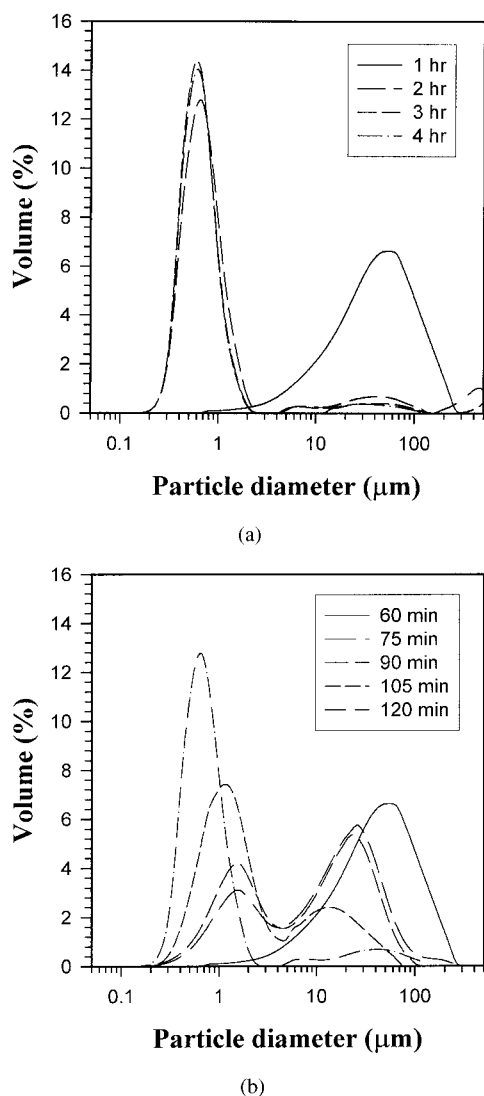 16
14
12
10
8
6
4
2
0
Volume (%)
1 hr
2 hr
3 hr
4 hr
0.1 1 10 100
Particle diameter (μm)
(a)
16
14
12
10
8
6
4
2
0
Volume (%)
60 min
75 min
90 min
105 min
120 min
0.1 1 10 100
Particle diameter (μm)
(b)